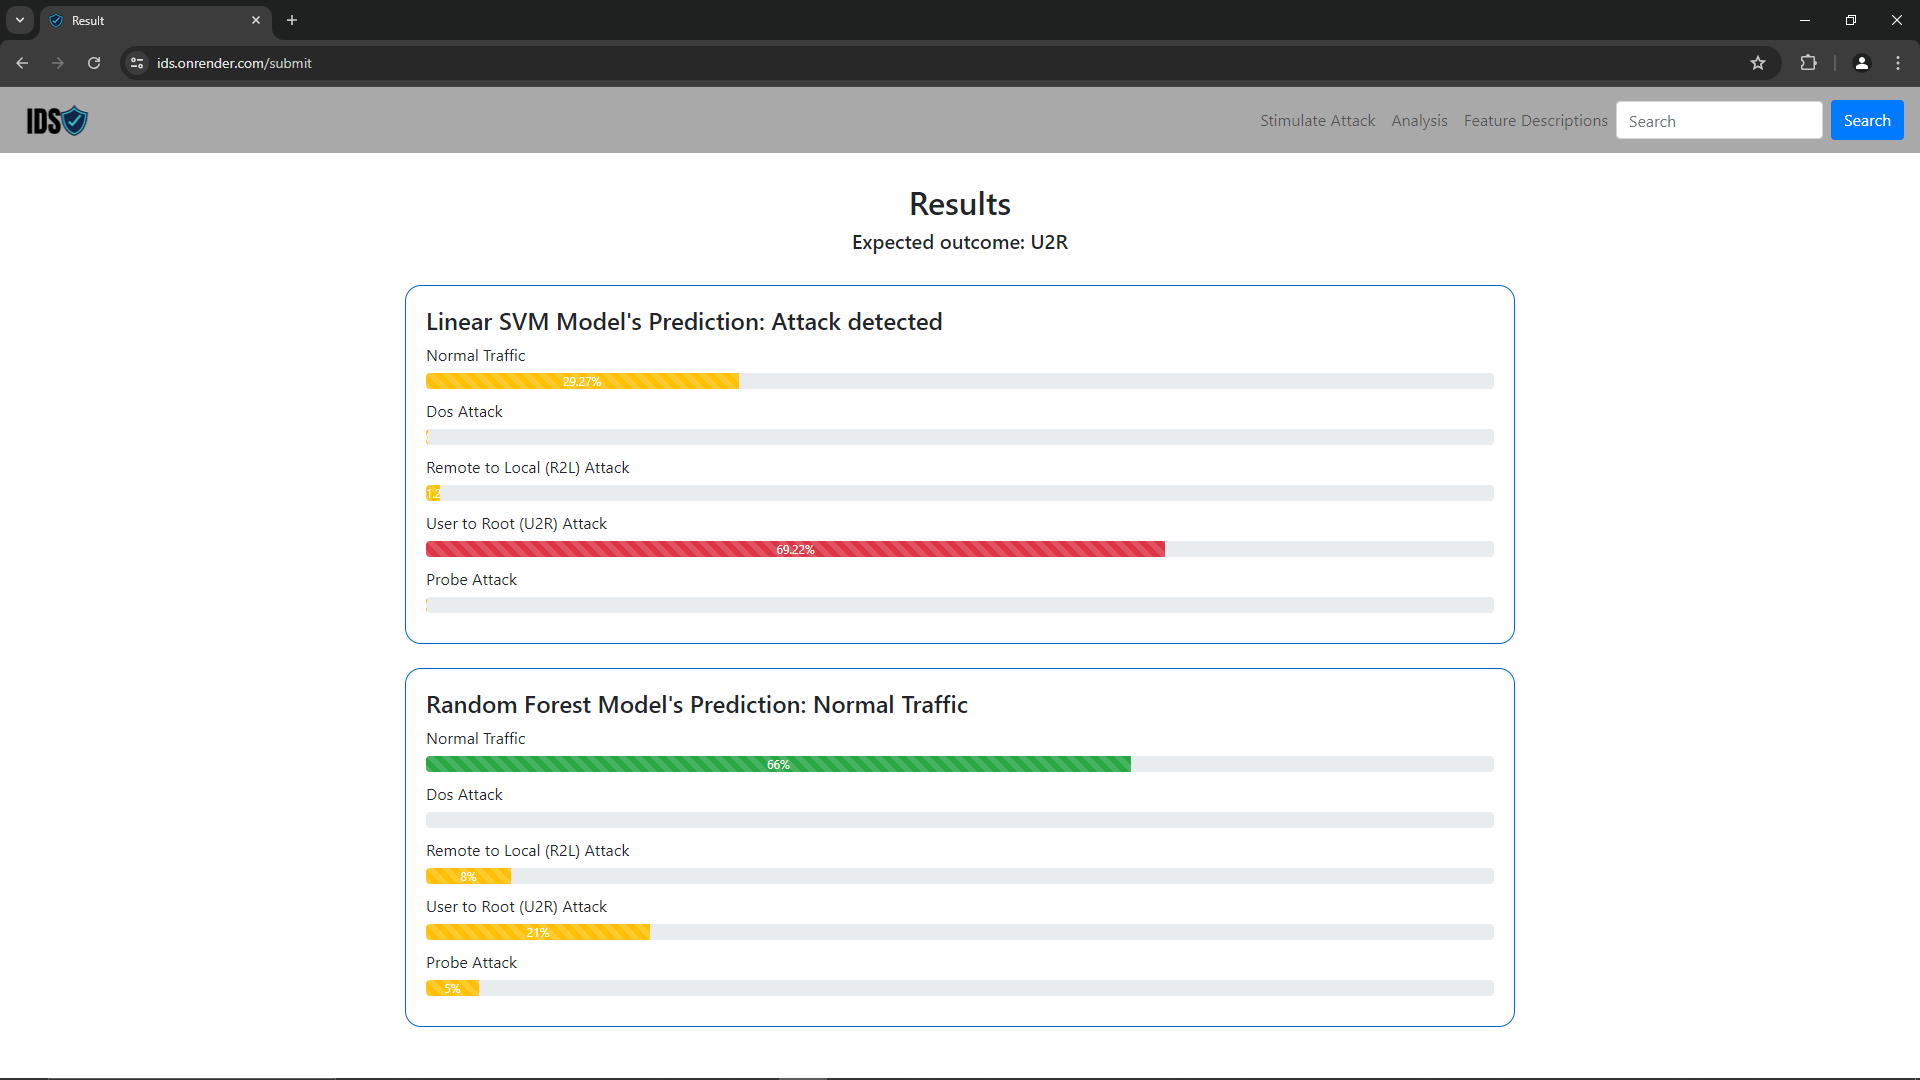 Result
ids.onrender.com/submit
IDS
Stimulate Attack
Analysis
Feature Descriptions
Search
Search
Results
Expected outcome: U2R
Linear SVM Model's Prediction: Attack detected
Normal Traffic
29.27%
Dos Attack
Remote to Local (R2L) Attack
1.2
User to Root (U2R) Attack
69.22%
Probe Attack
Random Forest Model's Prediction: Normal Traffic
Normal Traffic
66%
Dos Attack
Remote to Local (R2L) Attack
8%
User to Root (U2R) Attack
21%
Probe Attack
5%